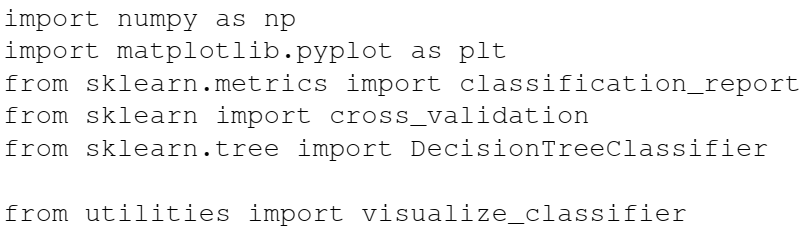 import numpy as np
import matplotlib.pyplot as plt
from sklearn.metrics import classification_report
from sklearn import cross_validation
from sklearn.tree import DecisionTreeClassifier
from utilities import visualize_classifier